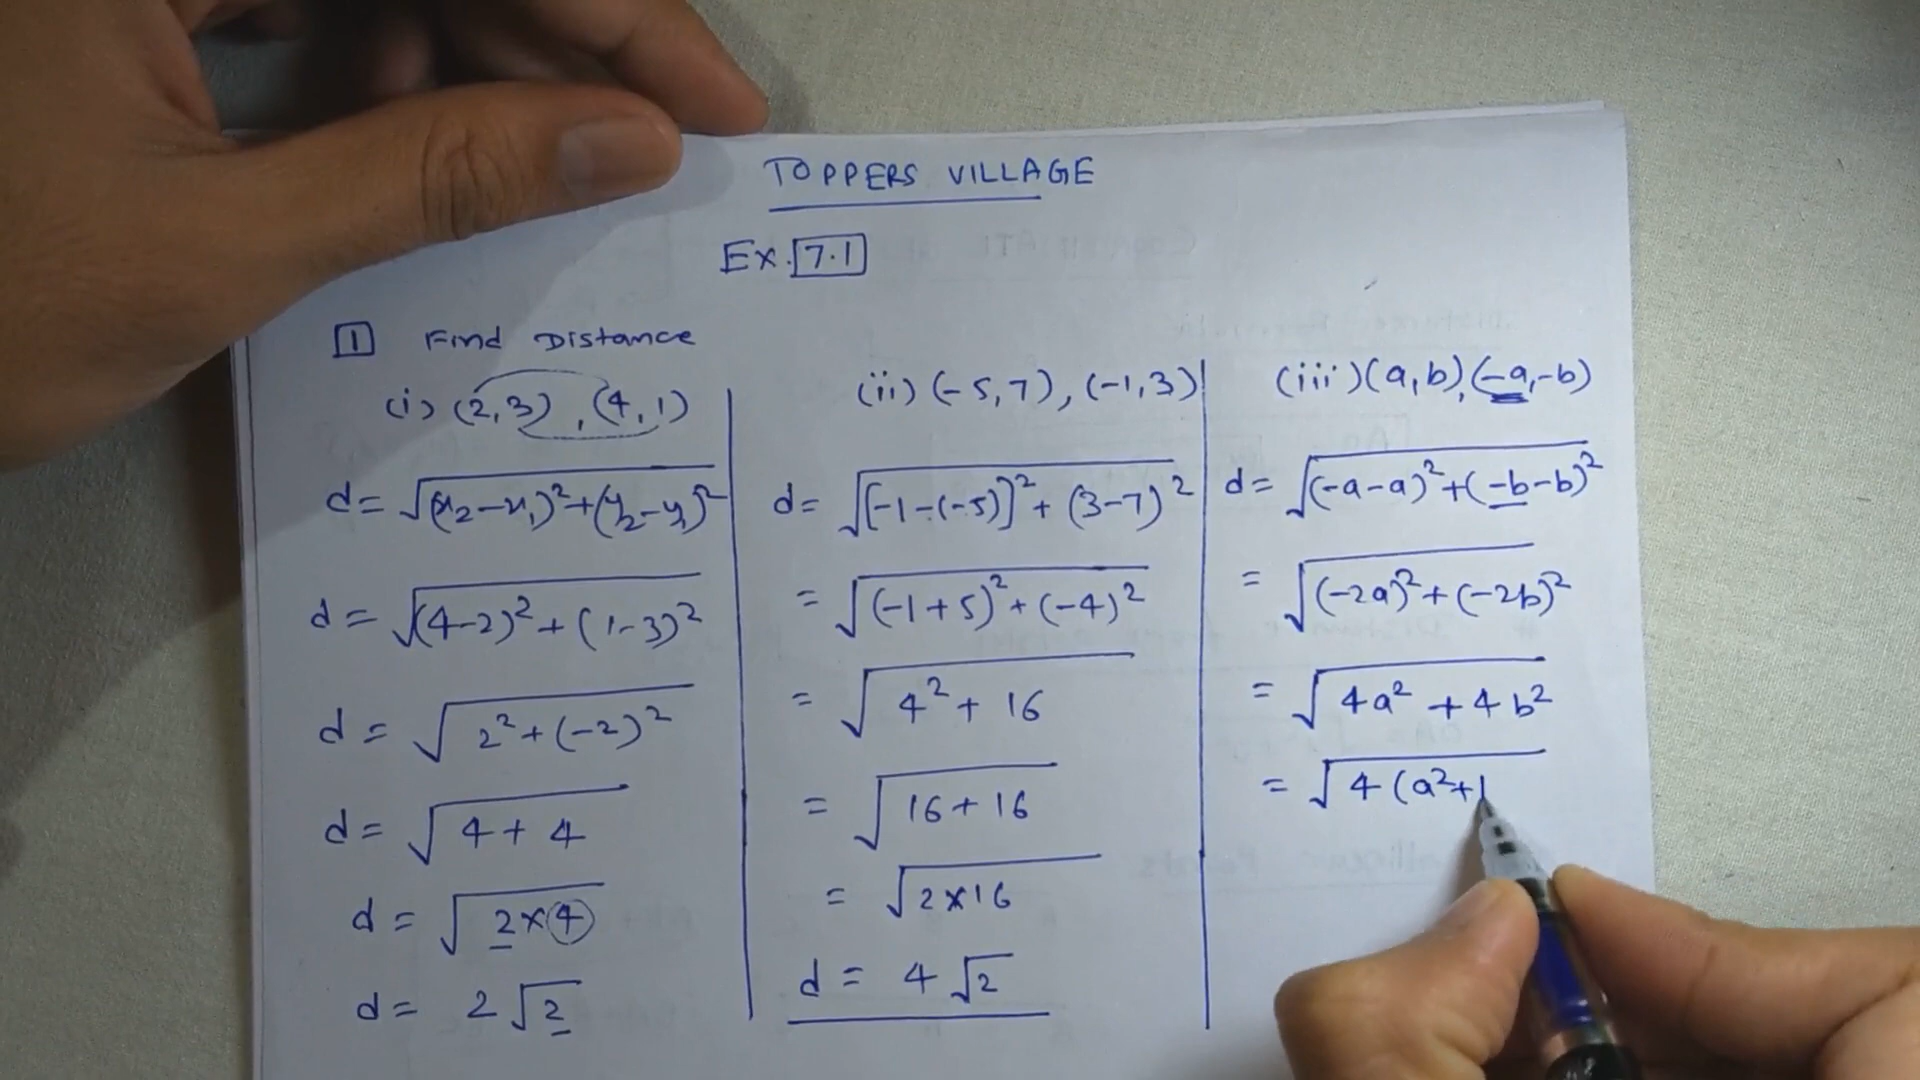 TOPPERS VILLAGE
Ex. 7.1
1 Find Distance
(i) (2,3) , (4,1)
d = √(x₂-x₁)²+(y₂-y₁)²
d = √(4-2)² + (1-3)²
d = √2²+(-2)²
d = √4+4
d = √2×4
d = 2√2
(ii) (-5,7), (-1,3)
d = √[-1-(-5)]² + (3-7)²
= √(-1+5)²+(-4)²
= √4²+ 16
= √16+16
= √2×16
d = 4√2
(iii) (a,b), (-a,-b)
d = √(-a-a)²+(-b-b)²
= √(-2a)²+(-2b)²
= √4a² + 4b²
= √4(a²+